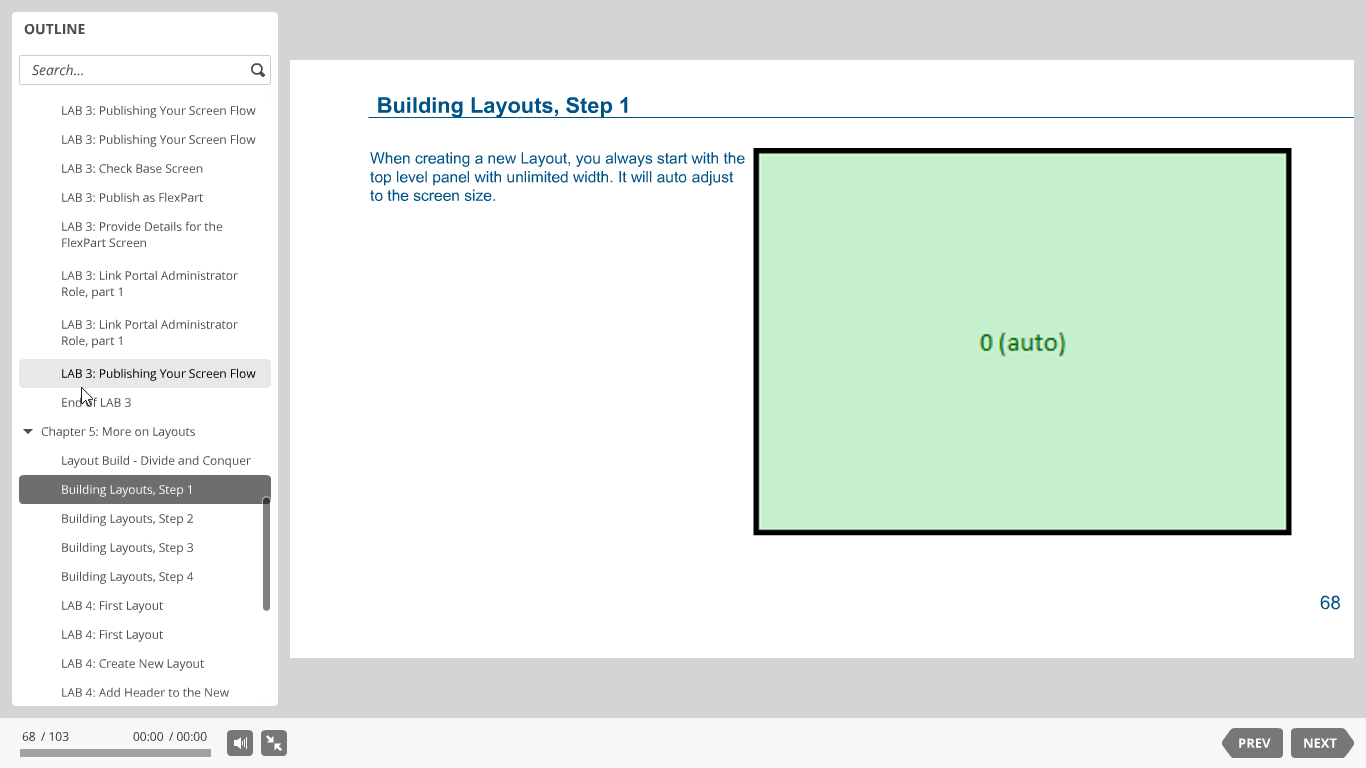 OUTLINE
Search...
LAB 3: Publishing Your Screen Flow
LAB 3: Publishing Your Screen Flow
LAB 3: Check Base Screen
LAB 3: Publish as FlexPart
LAB 3: Provide Details for the
FlexPart Screen
LAB 3: Link Portal Administrator
Role, part 1
LAB 3: Link Portal Administrator
Role, part 1
LAB 3: Publishing Your Screen Flow
End of LAB 3
Chapter 5: More on Layouts
Layout Build - Divide and Conquer
Building Layouts, Step 1
Building Layouts, Step 2
Building Layouts, Step 3
Building Layouts, Step 4
LAB 4: First Layout
LAB 4: First Layout
LAB 4: Create New Layout
LAB 4: Add Header to the New
Building Layouts, Step 1
When creating a new Layout, you always start with the
top level panel with unlimited width. It will auto adjust
to the screen size.
0 (auto)
68
68 / 103
00:00 / 00:00
PREV
NEXT